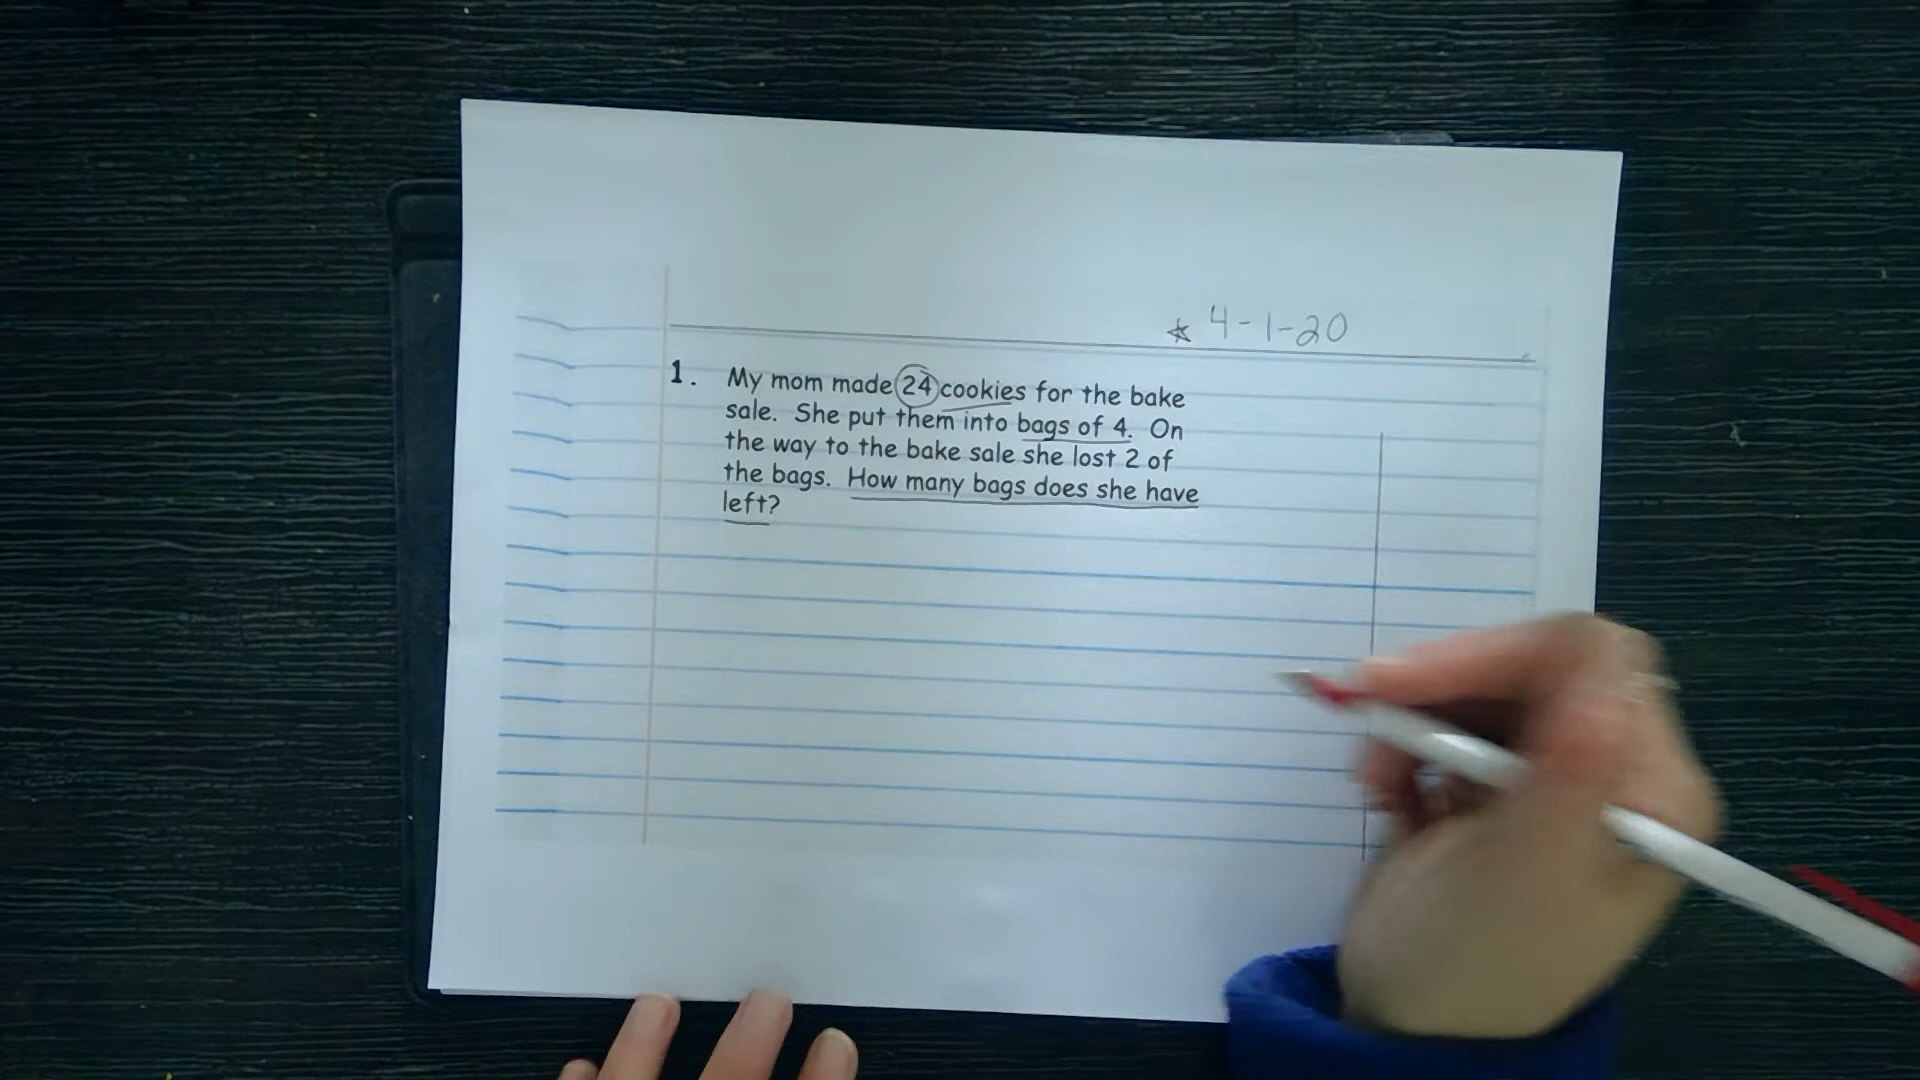 ☆ 4-1-20
1. My mom made 24 cookies for the bake
sale. She put them into bags of 4. On
the way to the bake sale she lost 2 of
the bags. How many bags does she have
left?